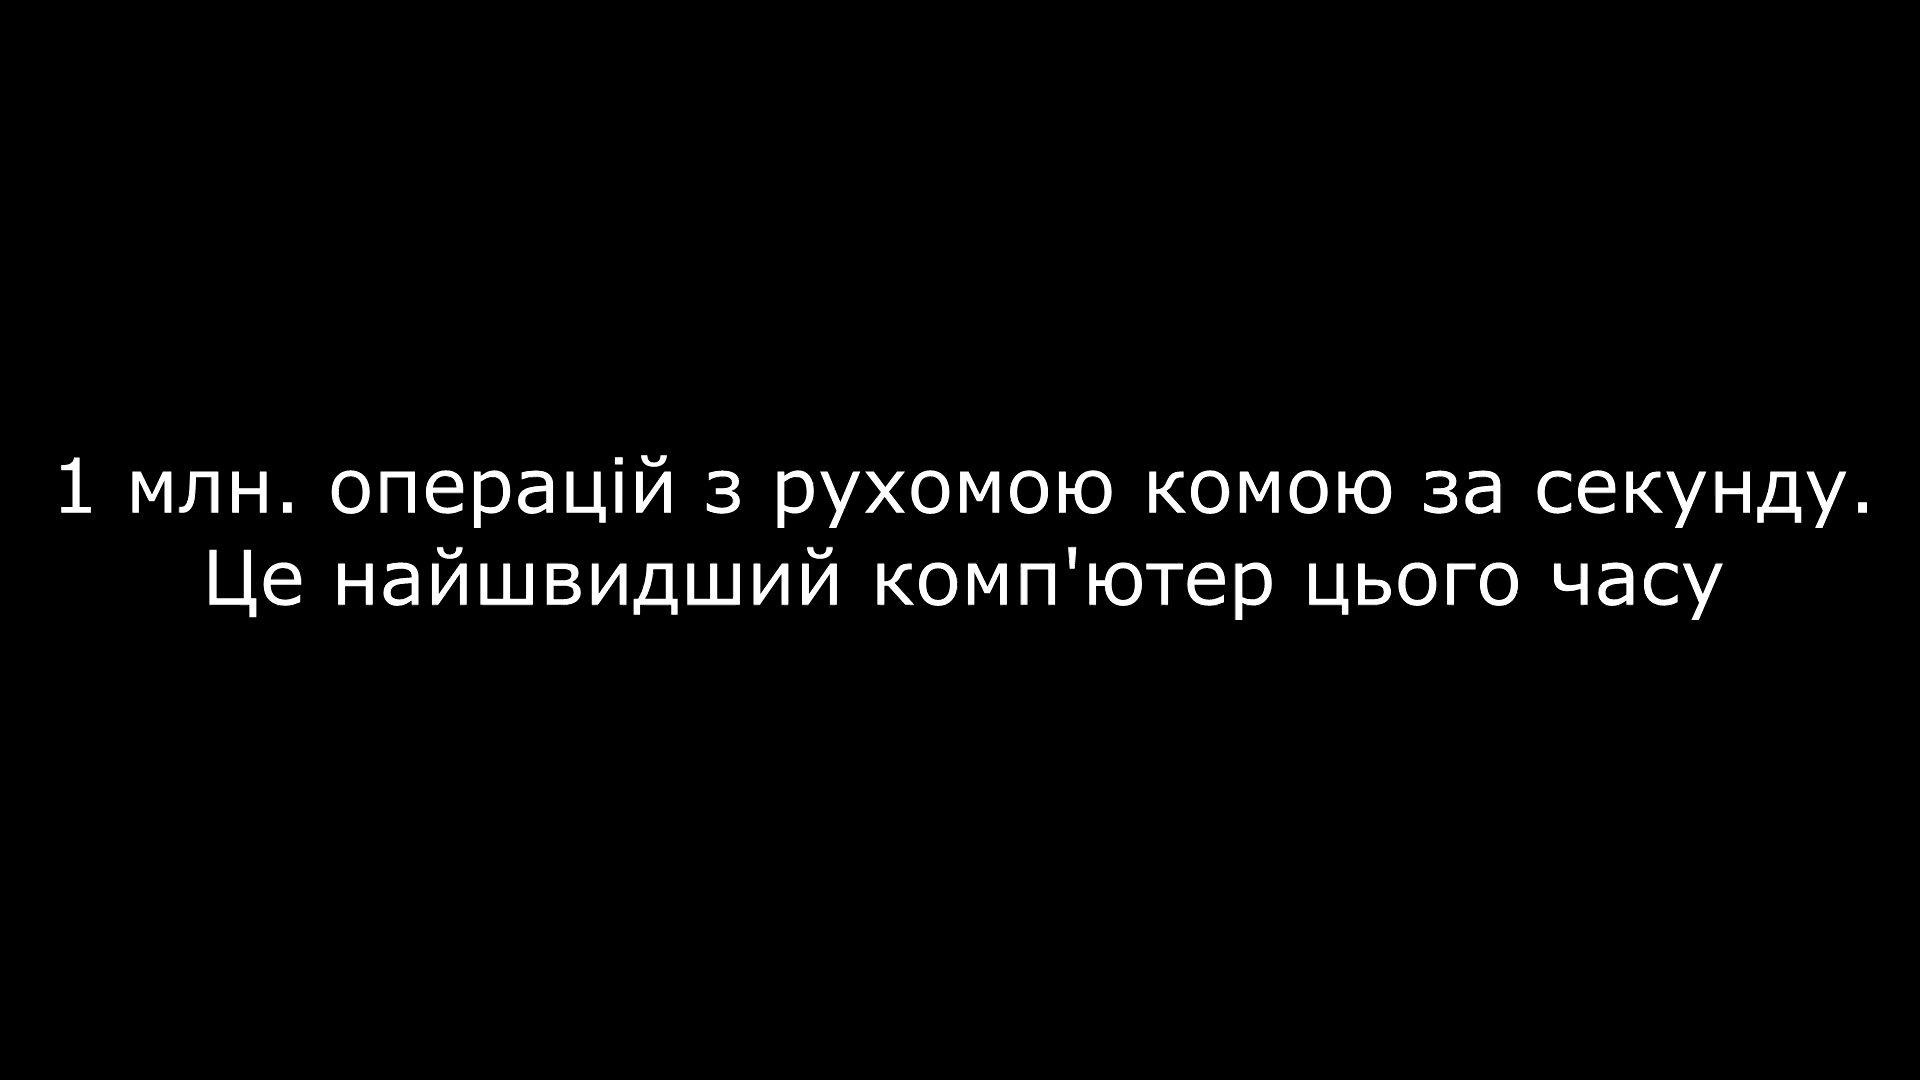 1 млн. операцій з рухомою комою за секунду.
Це найшвидший комп'ютер цього часу